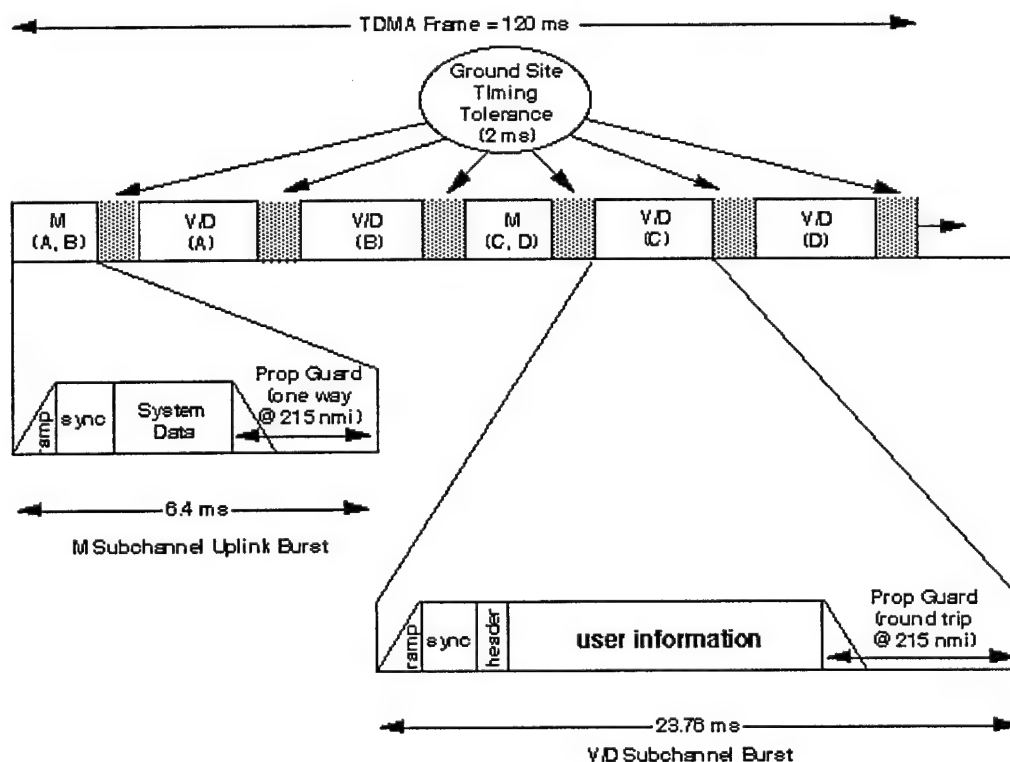 TDMA Frame = 120 ms
Ground Site
Timing
Tolerance
(2 ms)
M
(A, B)
V/D
(A)
V/D
(B)
M
(C, D)
V/D
(C)
V/D
(D)
ramp
sync
System
Data
Prop Guard
(one way
@ 215 nmi)
6.4 ms
M Subchannel Uplink Burst
ramp
sync
header
user information
Prop Guard
(round trip
@ 215 nmi)
23.76 ms
V/D Subchannel Burst